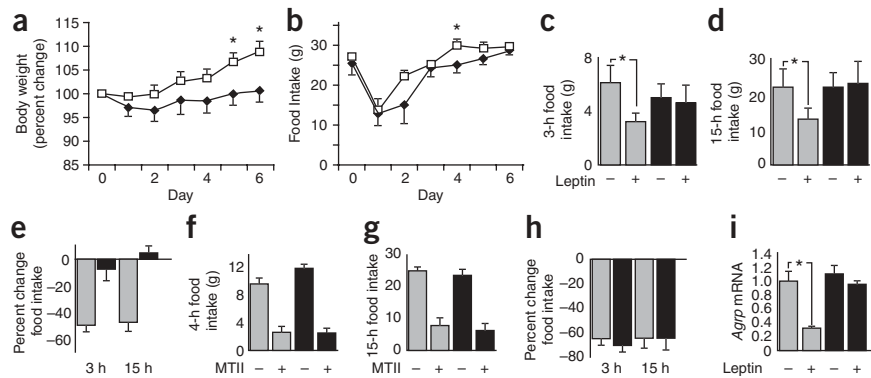 a
115
110
105
100
95
90
85
Body weight
(percent change)
*
*
0 2 4 6
Day
b
30
20
10
0
Food Intake (g)
*
0 2 4 6
Day
c
8
4
0
3-h food
intake (g)
*
Leptin – + – +
d
30
20
10
0
15-h food
intake (g)
*
– + – +
e
0
–20
–40
–60
Percent change
food intake
3 h 15 h
f
12
8
4
0
4-h food
intake (g)
MTII – + – +
g
30
20
10
0
15-h food intake
MTII – + – +
h
0
–20
–40
–60
–80
Percent change
food intake
3 h 15 h
i
1.4
1.2
1.0
0.8
0.6
0.4
0.2
0
Agrp mRNA
*
Leptin – + – +